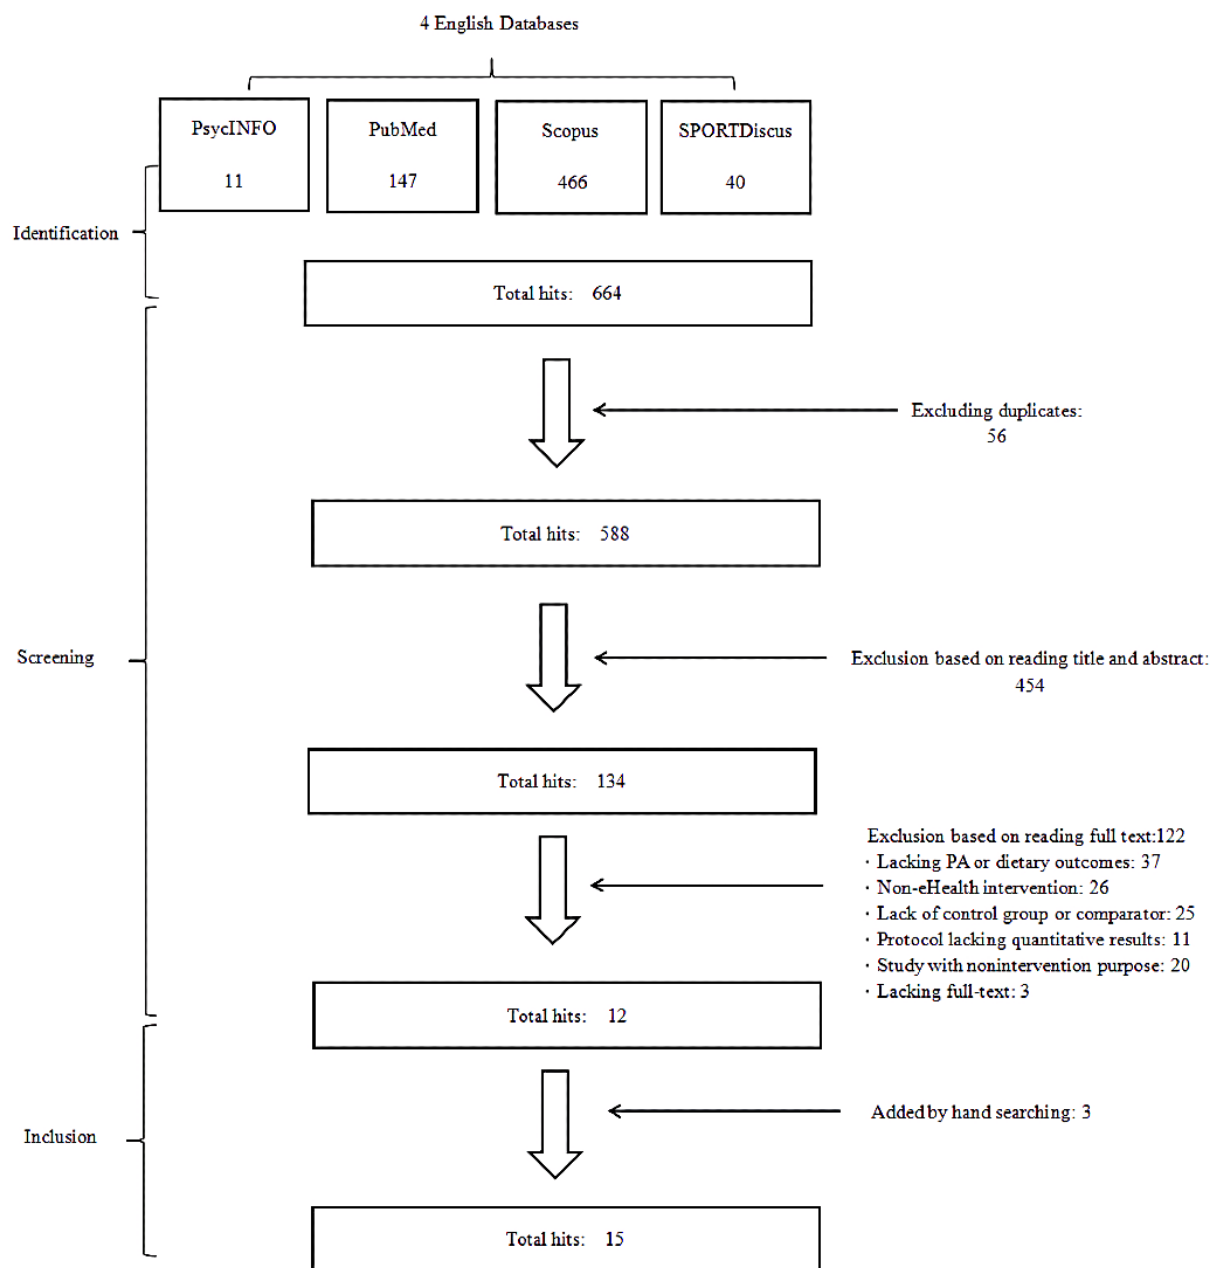 4 English Databases
PsycINFO
11
PubMed
147
Scopus
466
SPORTDiscus
40
Identification
Total hits: 664
Excluding duplicates:
56
Total hits: 588
Screening
Exclusion based on reading title and abstract:
454
Total hits: 134
Exclusion based on reading full text:122
· Lacking PA or dietary outcomes: 37
· Non-eHealth intervention: 26
· Lack of control group or comparator: 25
· Protocol lacking quantitative results: 11
· Study with nonintervention purpose: 20
· Lacking full-text: 3
Total hits: 12
Added by hand searching: 3
Inclusion
Total hits: 15